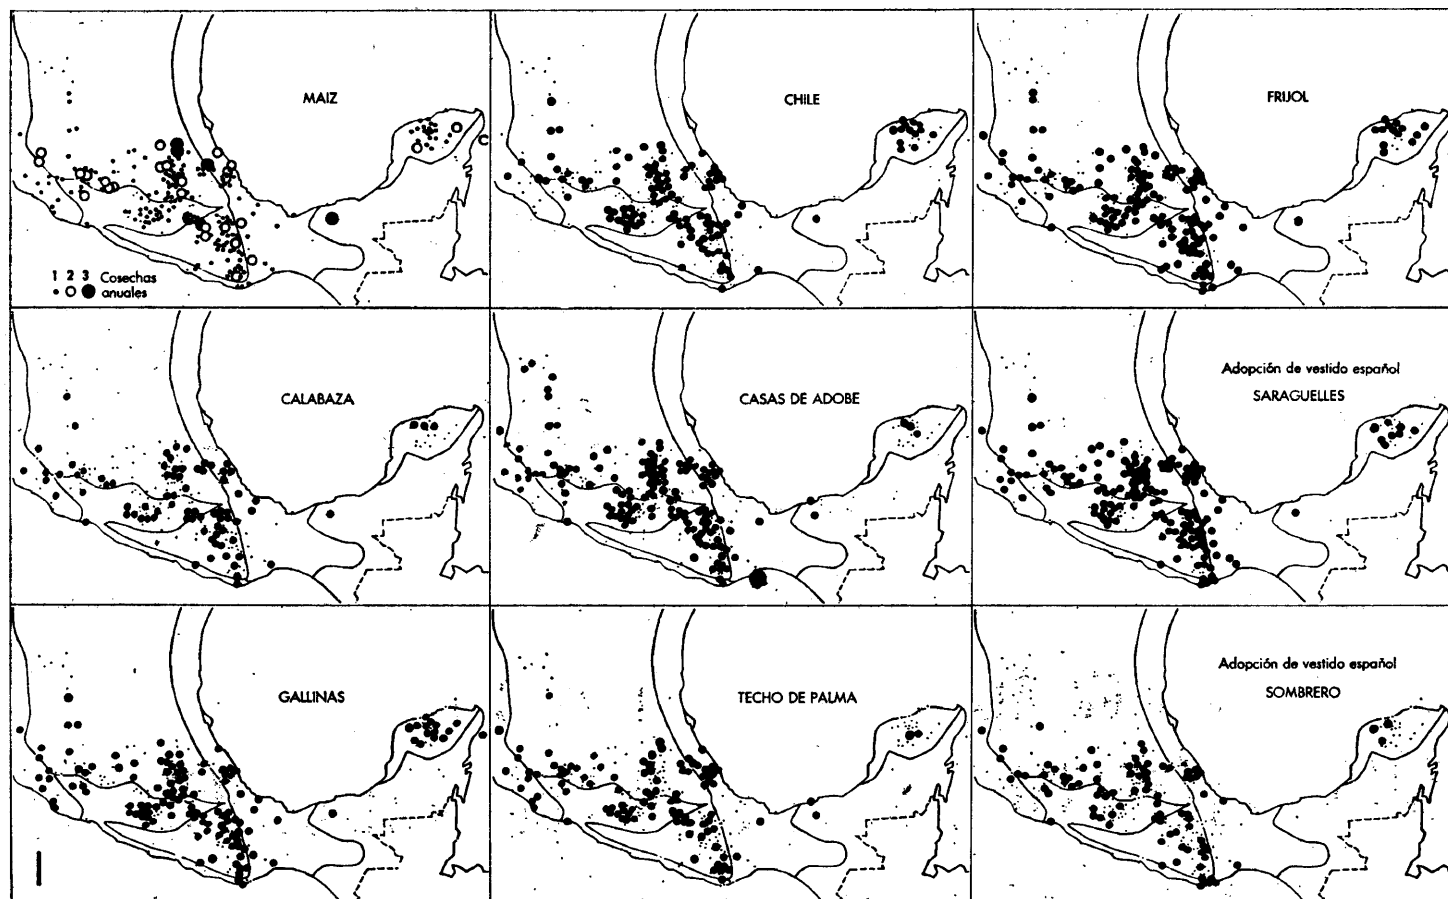 MAIZ
1 2 3 Cosechas
anuales
CHILE
FRIJOL
CALABAZA
CASAS DE ADOBE
Adopción de vestido español
SARAGUELLES
GALLINAS
TECHO DE PALMA
Adopción de vestido español
SOMBRERO